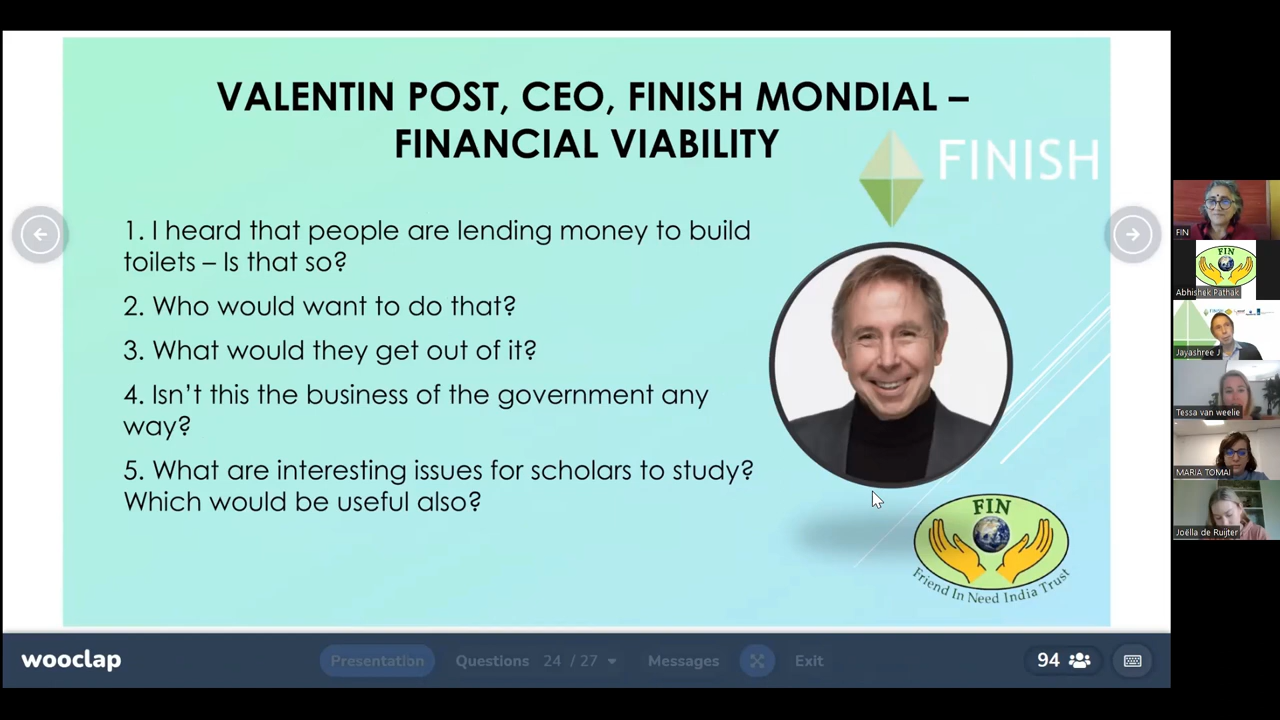 VALENTIN POST, CEO, FINISH MONDIAL –
FINANCIAL VIABILITY
FINISH
1. I heard that people are lending money to build
toilets – Is that so?
2. Who would want to do that?
3. What would they get out of it?
4. Isn't this the business of the government any
way?
5. What are interesting issues for scholars to study?
Which would be useful also?
FIN
Friend In Need India Trust
wooclap
Presentation
Questions 24 / 27
Messages
Exit
94
FIN
FIN
Abhishek Pathak
Jayashree J
Tessa van weelie
MARIA TOMAI
Joëlla de Ruijter